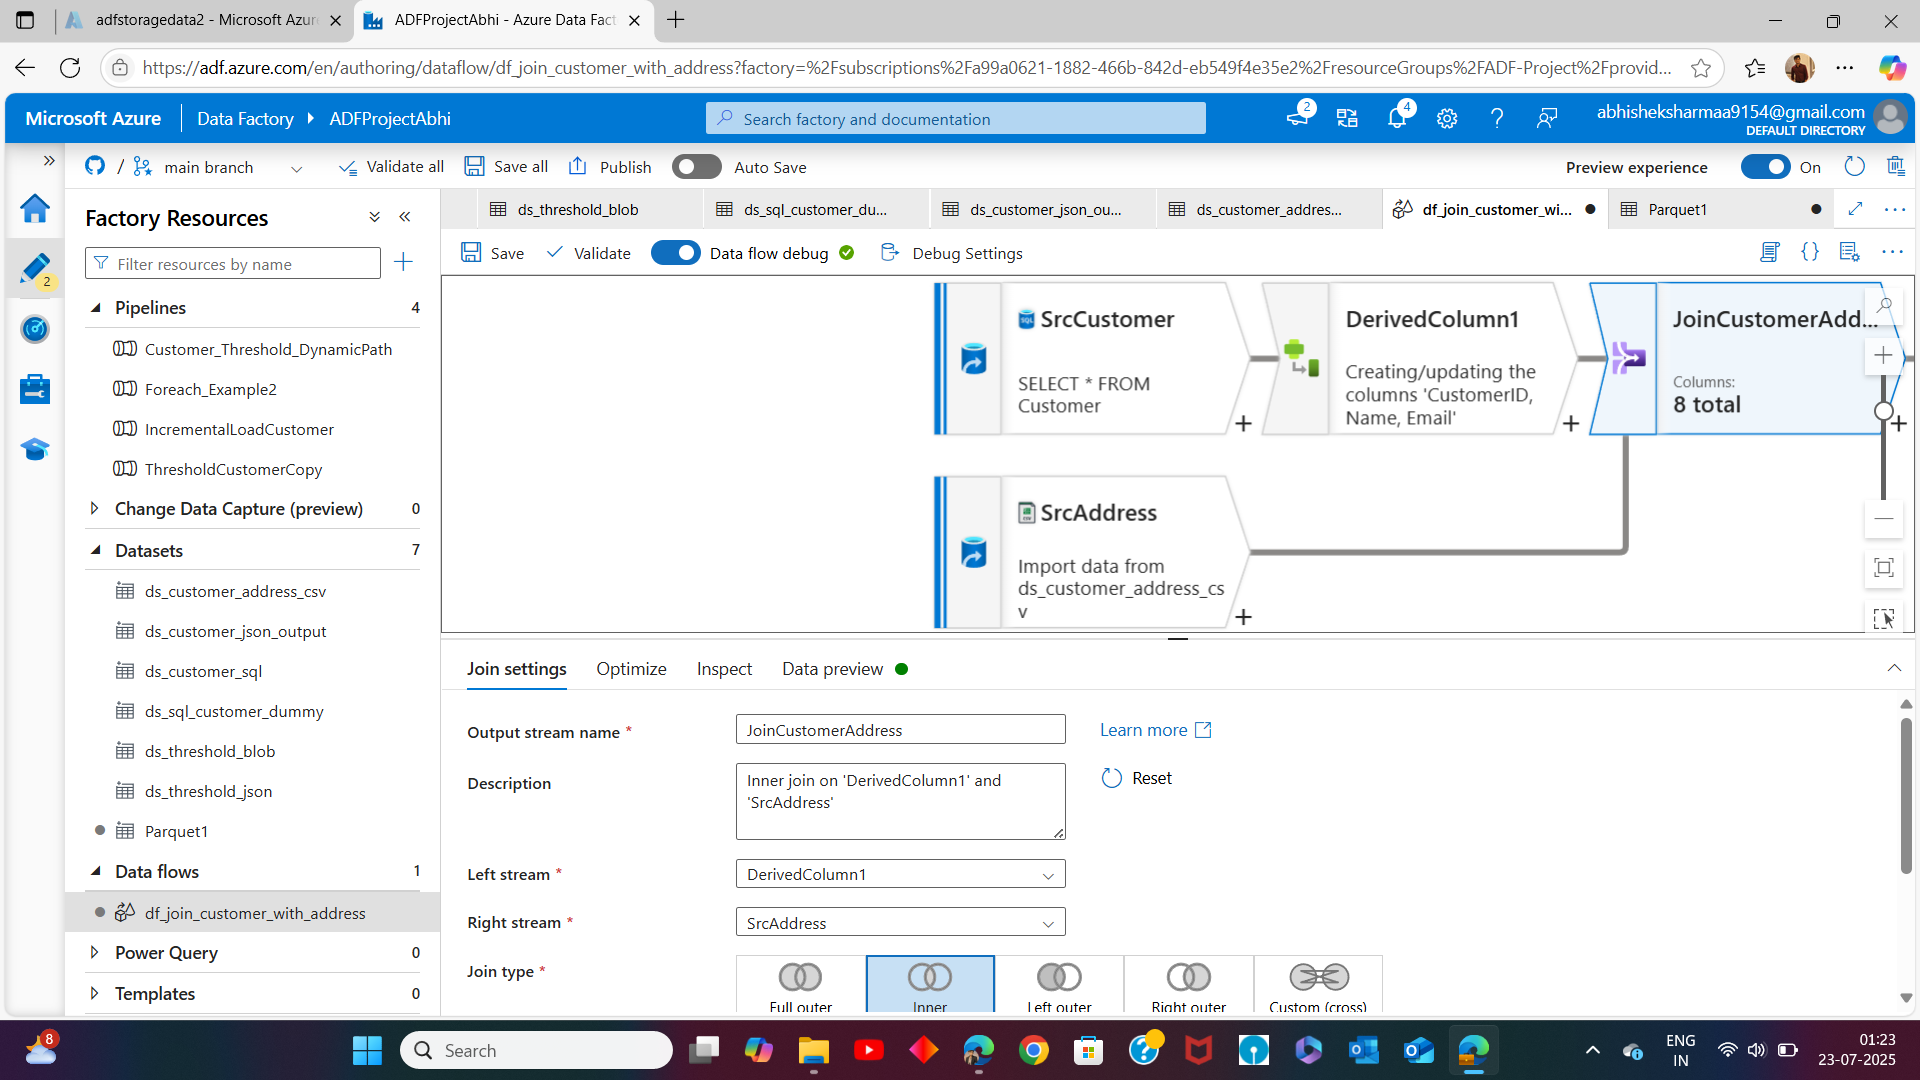 adfstoragedata2 - Microsoft Azur
ADFProjectAbhi - Azure Data Fact
https://adf.azure.com/en/authoring/dataflow/df_join_customer_with_address?factory=%2Fsubscriptions%2Fa99a0621-1882-466b-842d-eb549f4e35e2%2FresourceGroups%2FADF-Project%2Fprovid...
Microsoft Azure
Data Factory
ADFProjectAbhi
Search factory and documentation
2
4
abhisheksharmaa9154@gmail.com
DEFAULT DIRECTORY
/
main branch
Validate all
Save all
Publish
Auto Save
Preview experience
On
Factory Resources
ds_threshold_blob
ds_sql_customer_du...
ds_customer_json_ou...
ds_customer_addres...
df_join_customer_wi...
Parquet1
Filter resources by name
Save
Validate
Data flow debug
Debug Settings
2
Pipelines
4
Customer_Threshold_DynamicPath
Foreach_Example2
IncrementalLoadCustomer
ThresholdCustomerCopy
Change Data Capture (preview)
0
Datasets
7
ds_customer_address_csv
ds_customer_json_output
ds_customer_sql
ds_sql_customer_dummy
ds_threshold_blob
ds_threshold_json
Parquet1
Data flows
1
df_join_customer_with_address
Power Query
0
Templates
0
SQL
SrcCustomer
SELECT * FROM
Customer
DerivedColumn1
Creating/updating the
columns 'CustomerID,
Name, Email'
JoinCustomerAdd...
Columns:
8 total
SrcAddress
Import data from
ds_customer_address_cs
v
Join settings
Optimize
Inspect
Data preview
Output stream name *
JoinCustomerAddress
Learn more
Description
Inner join on 'DerivedColumn1' and
'SrcAddress'
Reset
Left stream *
DerivedColumn1
Right stream *
SrcAddress
Join type *
Full outer
Inner
Left outer
Right outer
Custom (cross)
8
Search
ENG
IN
01:23
23-07-2025